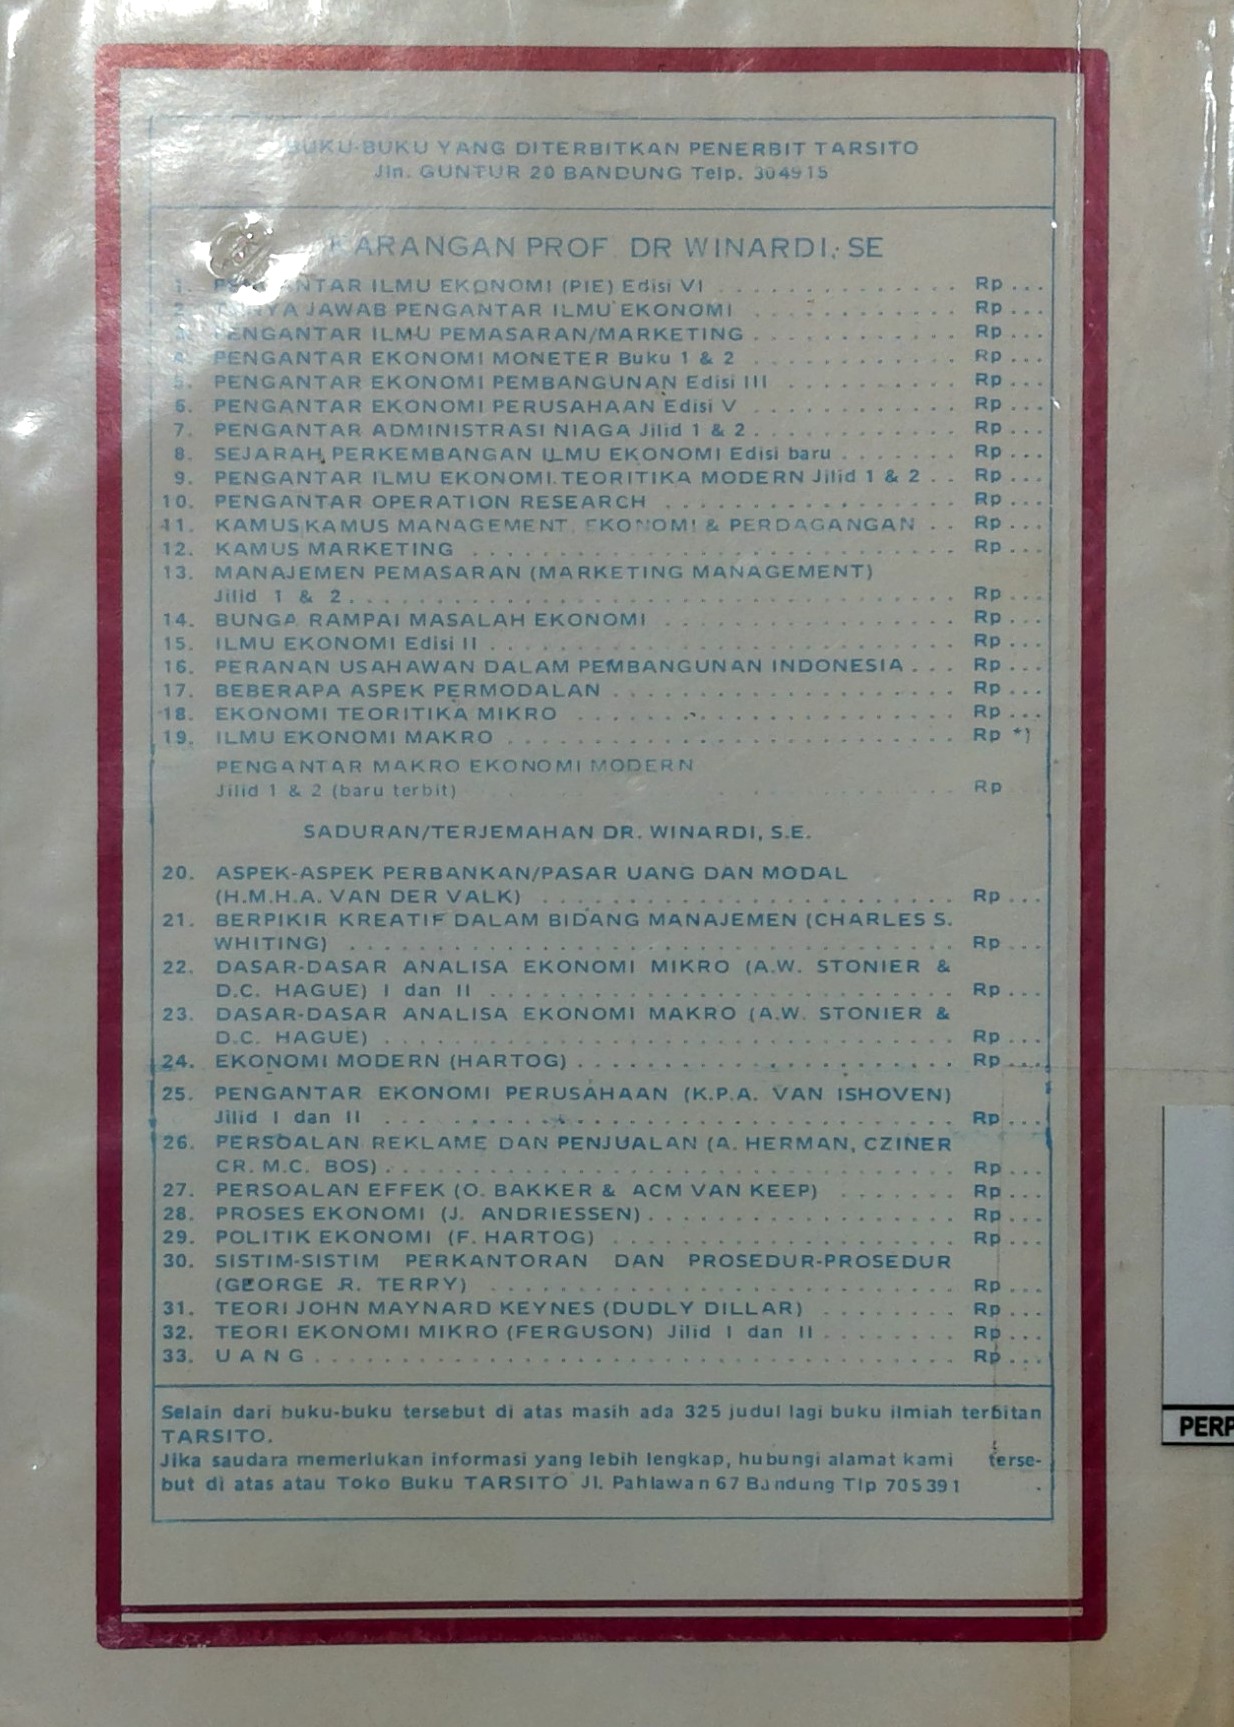 BUKU-BUKU YANG DITERBITKAN PENERBIT TARSITO
Jln. GUNTUR 20 BANDUNG Telp. 304915
KARANGAN PROF. DR WINARDI, SE
1. PENGANTAR ILMU EKONOMI (PIE) Edisi VI . . . . . . . . . . . . . Rp ...
2. TANYA JAWAB PENGANTAR ILMU EKONOMI . . . . . . . . . . . Rp ...
3. PENGANTAR ILMU PEMASARAN/MARKETING . . . . . . . . . . . Rp ...
4. PENGANTAR EKONOMI MONETER Buku 1 & 2 . . . . . . . . . . . Rp ...
5. PENGANTAR EKONOMI PEMBANGUNAN Edisi III . . . . . . . . . Rp ...
6. PENGANTAR EKONOMI PERUSAHAAN Edisi V . . . . . . . . . . . Rp ...
7. PENGANTAR ADMINISTRASI NIAGA Jilid 1 & 2 . . . . . . . . . . . Rp ...
8. SEJARAH PERKEMBANGAN ILMU EKONOMI Edisi baru . . . . . . Rp ...
9. PENGANTAR ILMU EKONOMI TEORITIKA MODERN Jilid 1 & 2 . . Rp ...
10. PENGANTAR OPERATION RESEARCH . . . . . . . . . . . . . . . Rp ...
11. KAMUS KAMUS MANAGEMENT, EKONOMI & PERDAGANGAN . . Rp ...
12. KAMUS MARKETING . . . . . . . . . . . . . . . . . . . . . . . . Rp ...
13. MANAJEMEN PEMASARAN (MARKETING MANAGEMENT)
Jilid 1 & 2 . . . . . . . . . . . . . . . . . . . . . . . . . . . . Rp ...
14. BUNGA RAMPAI MASALAH EKONOMI . . . . . . . . . . . . . . . Rp ...
15. ILMU EKONOMI Edisi II . . . . . . . . . . . . . . . . . . . . . . . Rp ...
16. PERANAN USAHAWAN DALAM PEMBANGUNAN INDONESIA . . . Rp ...
17. BEBERAPA ASPEK PERMODALAN . . . . . . . . . . . . . . . . . Rp ...
18. EKONOMI TEORITIKA MIKRO . . . . . . . . . . . . . . . . . . . Rp ...
19. ILMU EKONOMI MAKRO . . . . . . . . . . . . . . . . . . . . . . Rp *)
PENGANTAR MAKRO EKONOMI MODERN
Jilid 1 & 2 (baru terbit) . . . . . . . . . . . . . . . . . . . . Rp
SADURAN/TERJEMAHAN DR. WINARDI, S.E.
20. ASPEK-ASPEK PERBANKAN/PASAR UANG DAN MODAL
(H.M.H.A. VAN DER VALK) . . . . . . . . . . . . . . . . . . . . . Rp ...
21. BERPIKIR KREATIF DALAM BIDANG MANAJEMEN (CHARLES S.
WHITING) . . . . . . . . . . . . . . . . . . . . . . . . . . . . . Rp ...
22. DASAR-DASAR ANALISA EKONOMI MIKRO (A.W. STONIER &
D.C. HAGUE) I dan II . . . . . . . . . . . . . . . . . . . . . . . Rp ...
23. DASAR-DASAR ANALISA EKONOMI MAKRO (A.W. STONIER &
D.C. HAGUE) . . . . . . . . . . . . . . . . . . . . . . . . . . . . Rp ...
24. EKONOMI MODERN (HARTOG) . . . . . . . . . . . . . . . . . . . Rp ...
25. PENGANTAR EKONOMI PERUSAHAAN (K.P.A. VAN ISHOVEN)
Jilid I dan II . . . . . . . . . . . . . . . . . . . . . . . . . . . . Rp ...
26. PERSOALAN REKLAME DAN PENJUALAN (A. HERMAN, CZINER
CR. M.C. BOS) . . . . . . . . . . . . . . . . . . . . . . . . . . . . Rp ...
27. PERSOALAN EFFEK (O. BAKKER & ACM VAN KEEP) . . . . . . . Rp ...
28. PROSES EKONOMI (J. ANDRIESSEN) . . . . . . . . . . . . . . . . Rp ...
29. POLITIK EKONOMI (F. HARTOG) . . . . . . . . . . . . . . . . . . Rp ...
30. SISTIM-SISTIM PERKANTORAN DAN PROSEDUR-PROSEDUR
(GEORGE R. TERRY) . . . . . . . . . . . . . . . . . . . . . . . . Rp ...
31. TEORI JOHN MAYNARD KEYNES (DUDLY DILLAR) . . . . . . . . Rp ...
32. TEORI EKONOMI MIKRO (FERGUSON) Jilid I dan II . . . . . . . . Rp ...
33. U A N G . . . . . . . . . . . . . . . . . . . . . . . . . . . . . . . Rp ...
Selain dari buku-buku tersebut di atas masih ada 325 judul lagi buku ilmiah terbitan
TARSITO.
Jika saudara memerlukan informasi yang lebih lengkap, hubungi alamat kami terse-
but di atas atau Toko Buku TARSITO Jl. Pahlawan 67 Bandung Tlp 705391 .